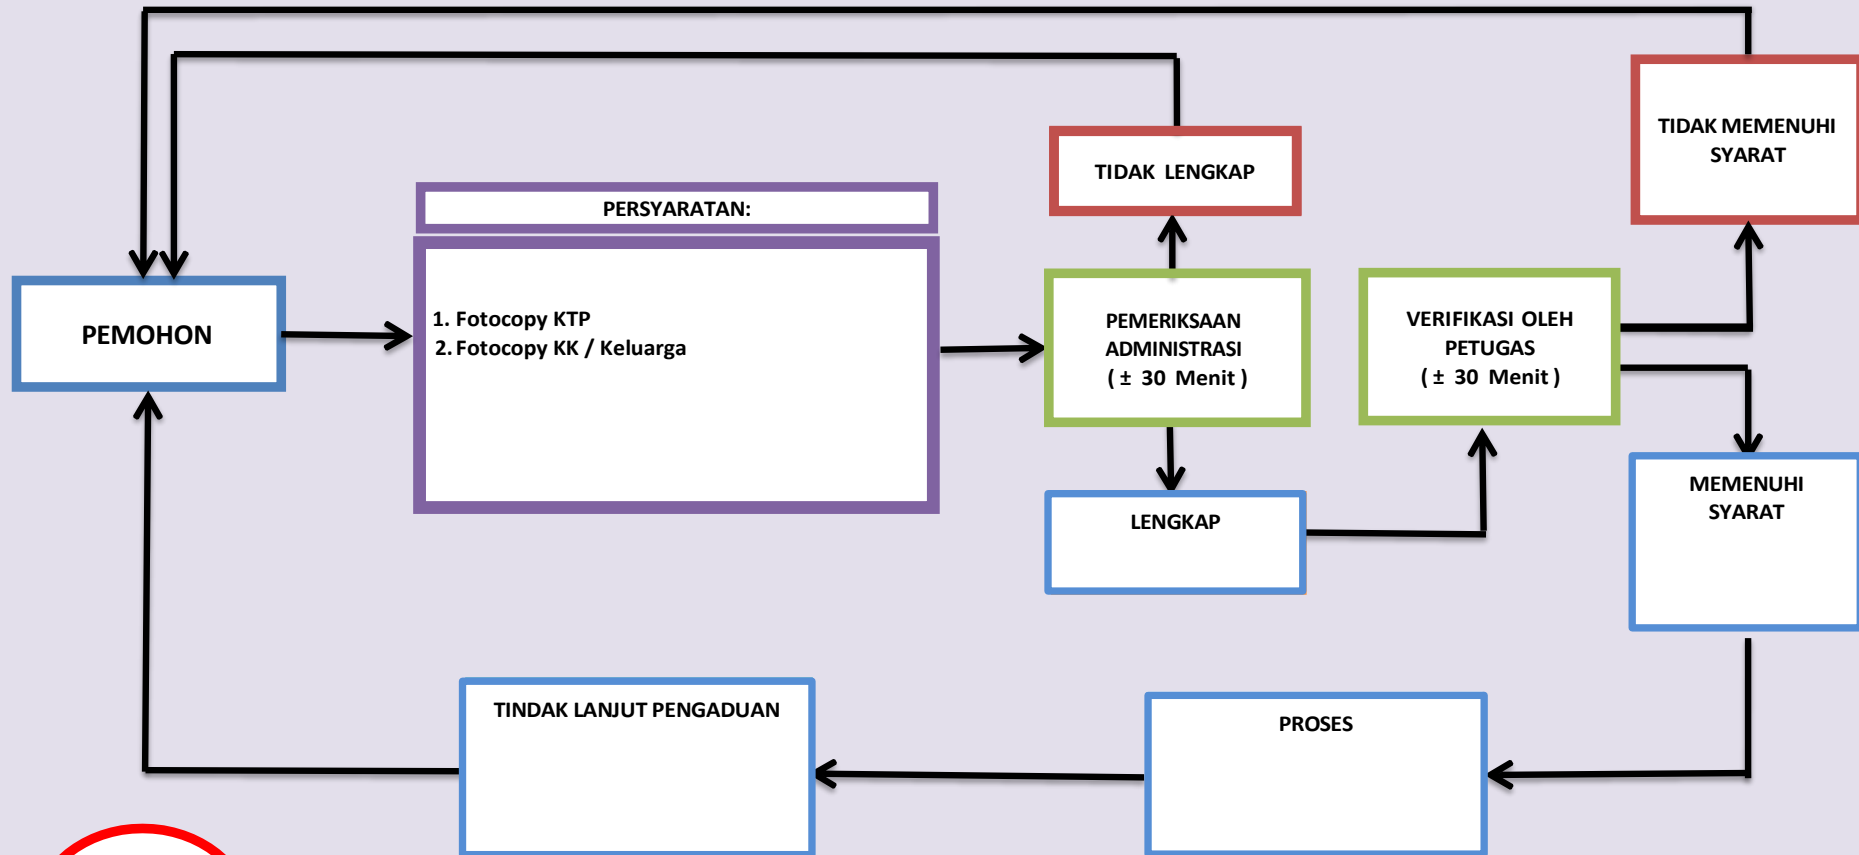 TIDAK MEMENUHI
SYARAT
TIDAK LENGKAP
PERSYARATAN:
PEMOHON
1. Fotocopy KTP
2. Fotocopy KK / Keluarga
PEMERIKSAAN
ADMINISTRASI
( ± 30 Menit )
VERIFIKASI OLEH
PETUGAS
( ± 30 Menit )
LENGKAP
MEMENUHI
SYARAT
TINDAK LANJUT PENGADUAN
PROSES